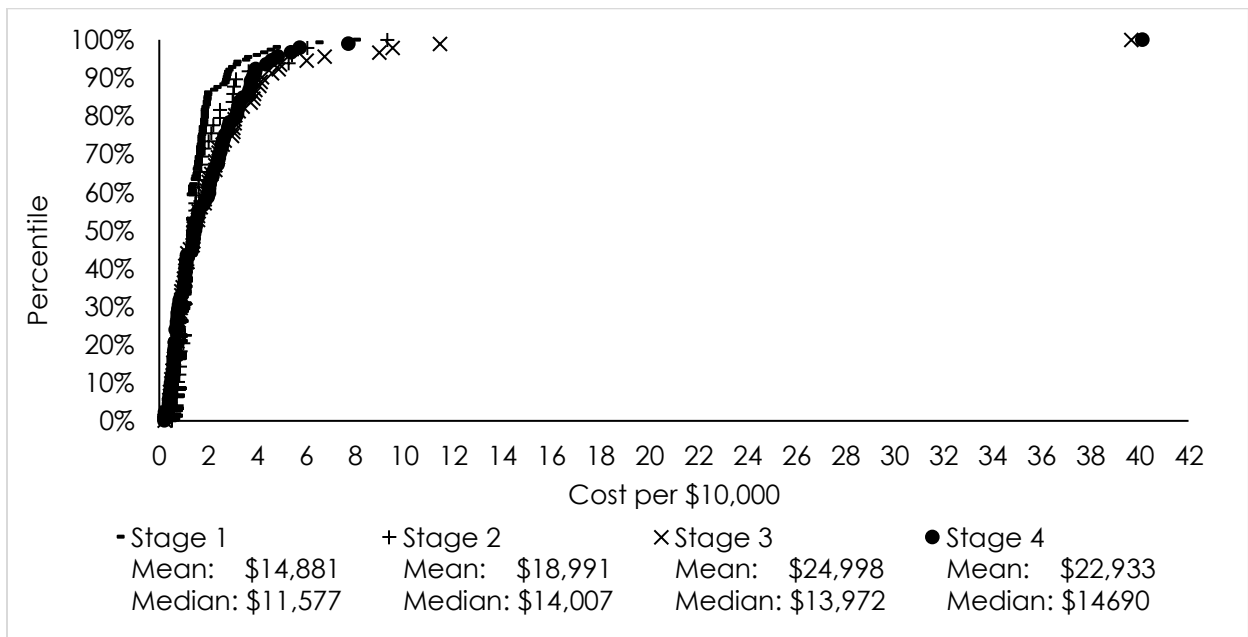 100%
90%
80%
70%
60%
50%
40%
30%
20%
10%
0%
Percentile
0 2 4 6 8 10 12 14 16 18 20 22 24 26 28 30 32 34 36 38 40 42
Cost per $10,000
Stage 1 Stage 2 Stage 3 Stage 4
Mean: $14,881 Mean: $18,991 Mean: $24,998 Mean: $22,933
Median: $11,577 Median: $14,007 Median: $13,972 Median: $14690